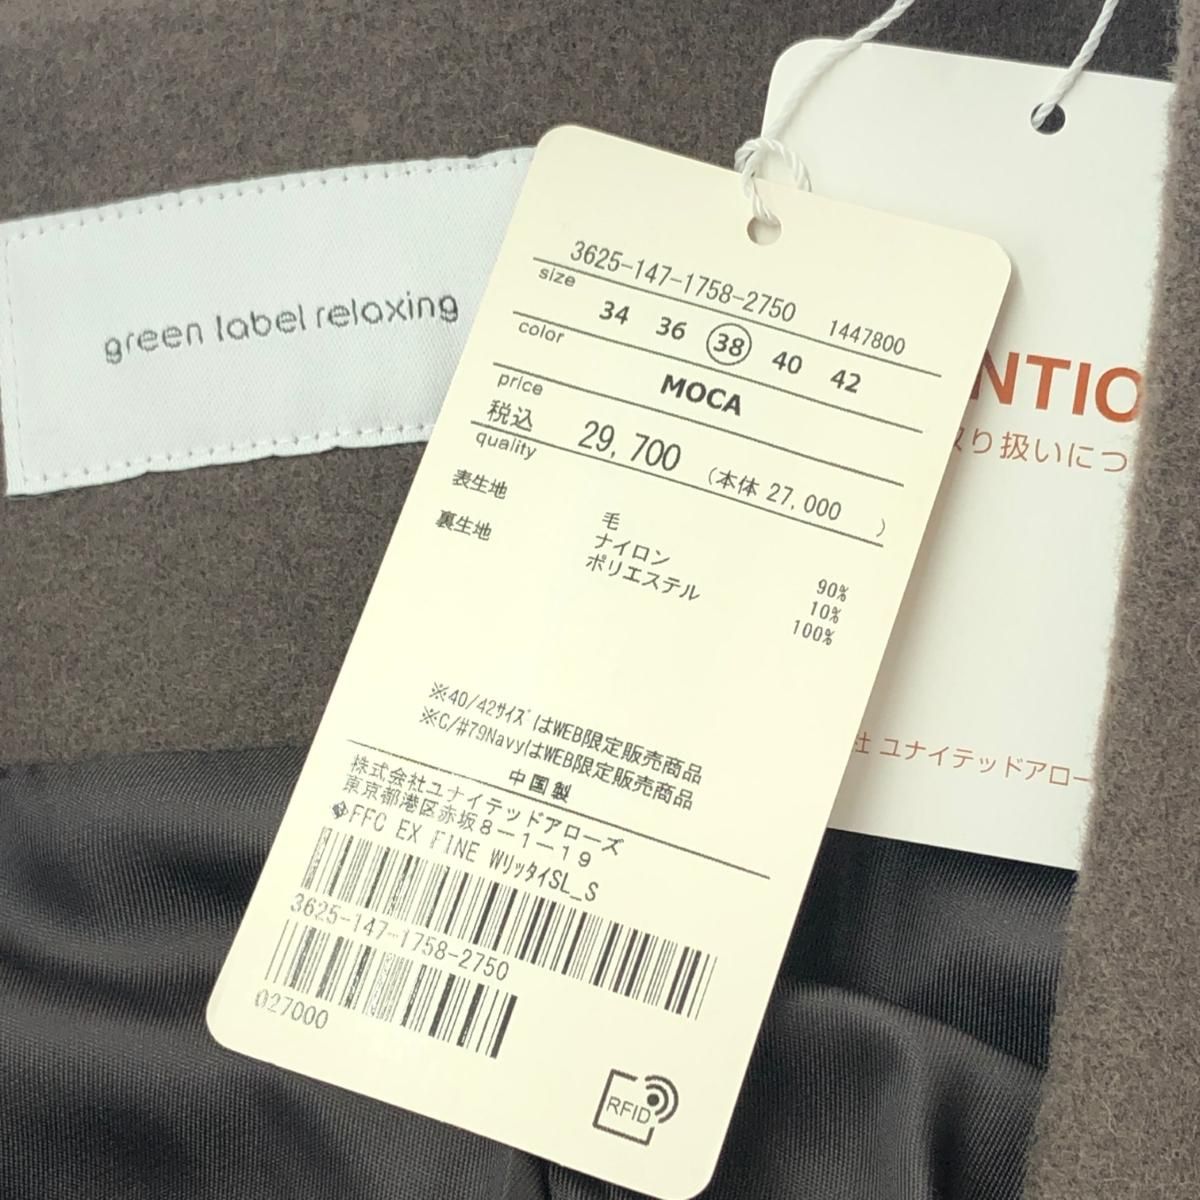 green label relaxing
3625-147-1758-2750 1447800
size
34 36 38 40 42
color
MOCA
price
税込 29,700 (本体 27,000 )
quality
表生地 毛 90%
ナイロン 10%
裏生地 ポリエステル 100%
※40/42サイズはWEB限定販売商品
※C/#79NavyはWEB限定販売商品
中国製
株式会社ユナイテッドアローズ
東京都港区赤坂8-1-19
◆FFC EX FINE WリッタイSL_S
3625-147-1758-2750
027000
RFID
NTIO
り扱いにつ
社 ユナイテッドアロー